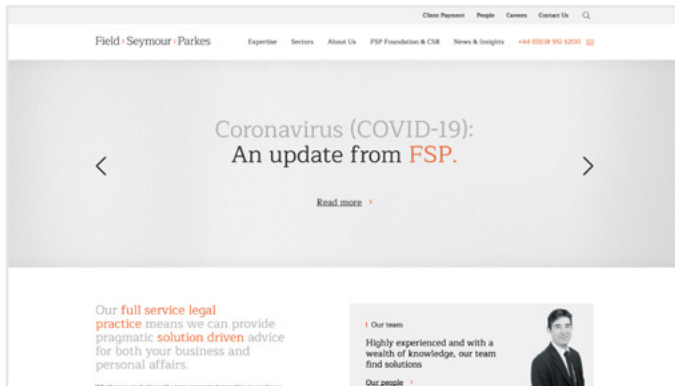 Client Payment People Careers Contact Us
Field Seymour Parkes
Expertise Sectors About Us FSP Foundation & CSR News & Insights +44 (0)118 951 6200
Coronavirus (COVID-19):
An update from FSP.
Read more
Our full service legal
practice means we can provide
pragmatic solution driven advice
for both your business and
personal affairs.
Our team
Highly experienced and with a
wealth of knowledge, our team
find solutions
Our people